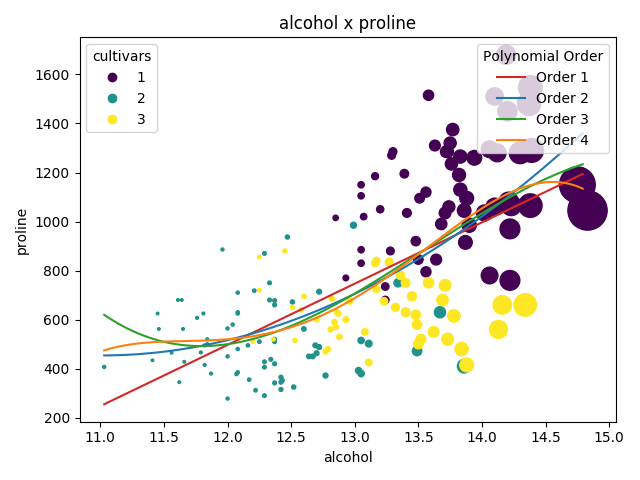 alcohol x proline
cultivars
1
2
3
Polynomial Order
Order 1
Order 2
Order 3
Order 4
proline
1600
1400
1200
1000
800
600
400
200
11.0 11.5 12.0 12.5 13.0 13.5 14.0 14.5 15.0
alcohol